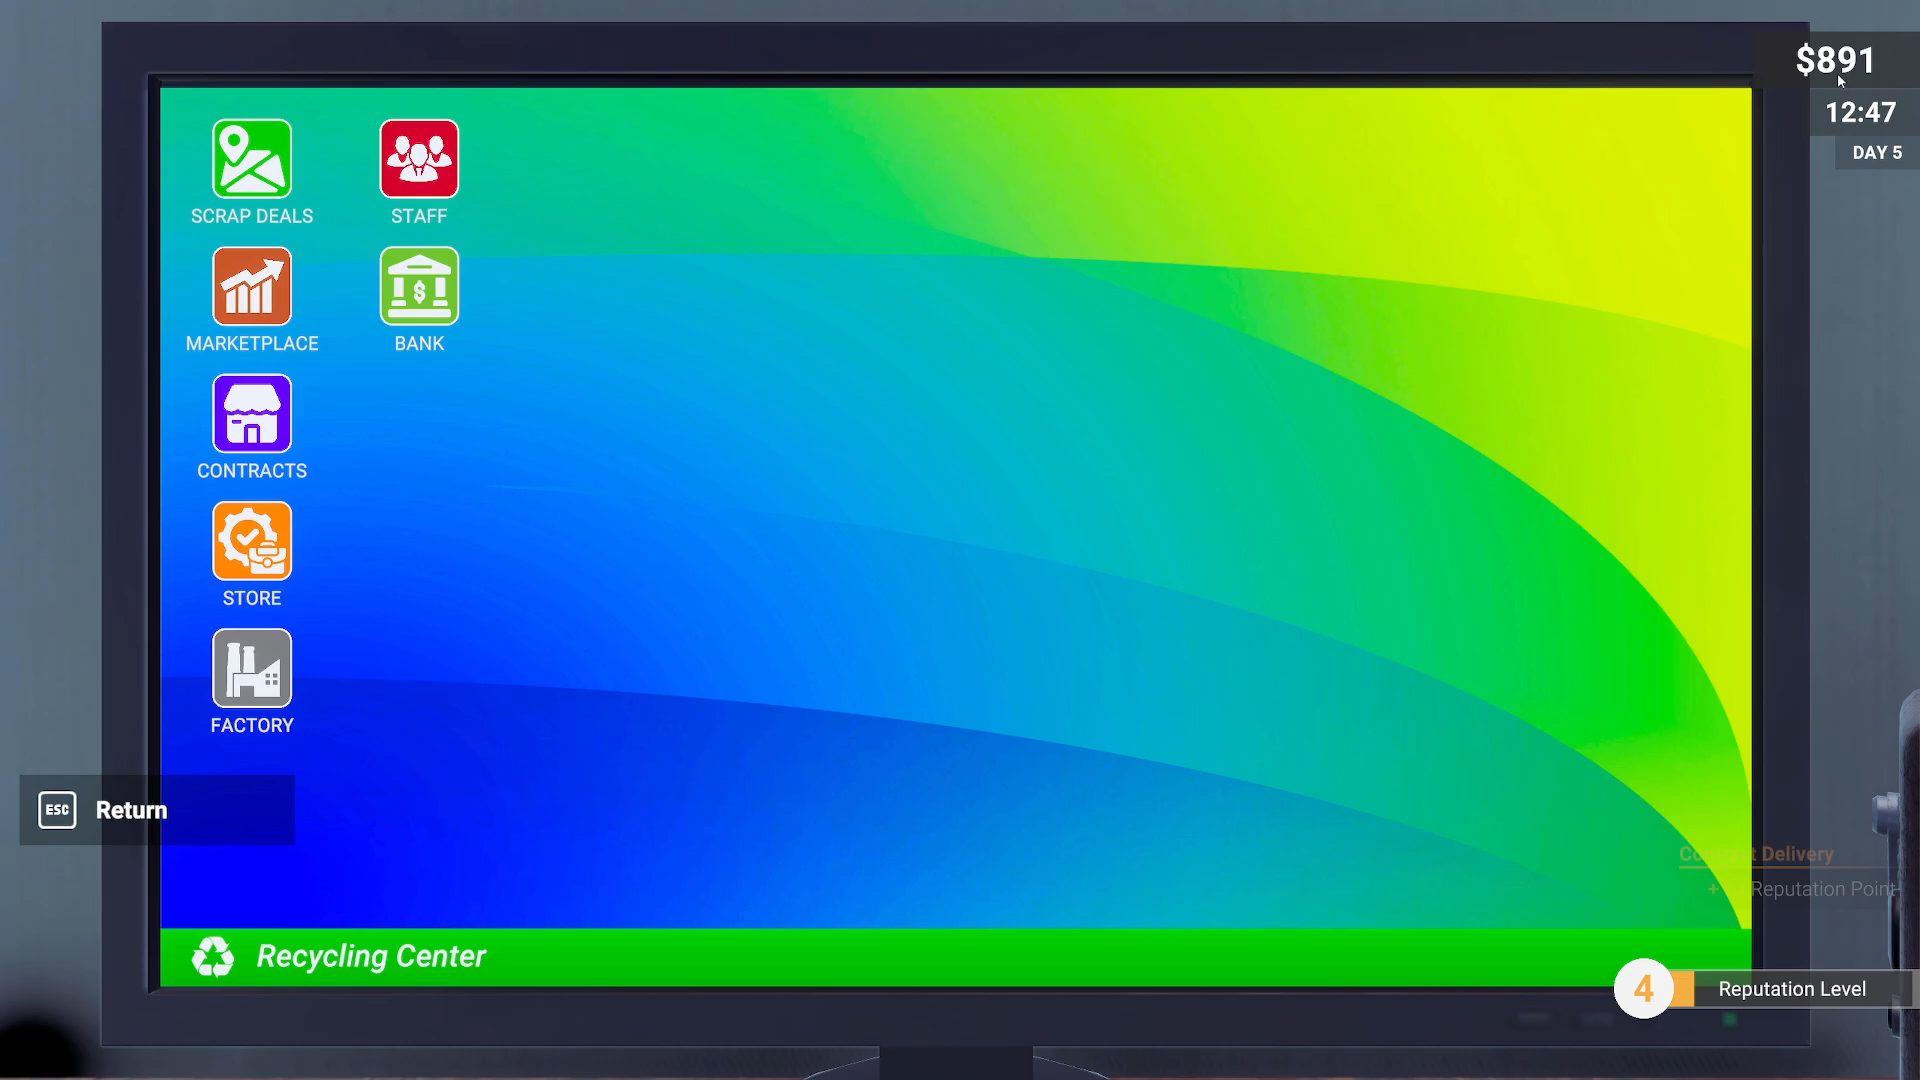 $891
12:47
DAY 5
SCRAP DEALS
STAFF
MARKETPLACE
BANK
CONTRACTS
STORE
FACTORY
ESC Return
Delivery
Reputation Point
Recycling Center
4 Reputation Level